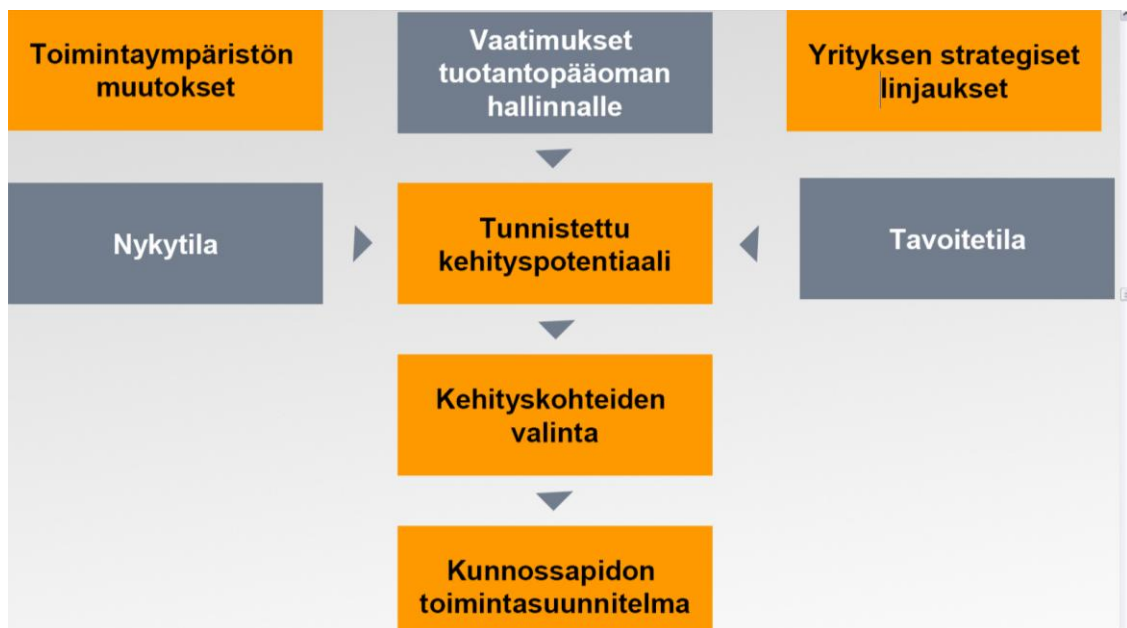 Toimintaympäristön
muutokset
Vaatimukset
tuotantopääoman
hallinnalle
Yrityksen strategiset
linjaukset
Nykytila
Tunnistettu
kehityspotentiaali
Tavoitetila
Kehityskohteiden
valinta
Kunnossapidon
toimintasuunnitelma